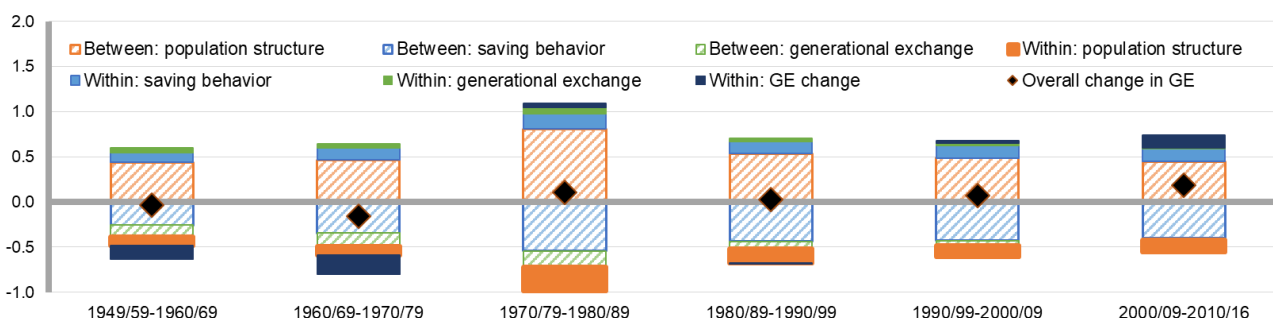 2.0
1.5
1.0
0.5
0.0
-0.5
-1.0
Between: population structure Between: saving behavior Between: generational exchange Within: population structure
Within: saving behavior Within: generational exchange Within: GE change Overall change in GE
1949/59-1960/69 1960/69-1970/79 1970/79-1980/89 1980/89-1990/99 1990/99-2000/09 2000/09-2010/16